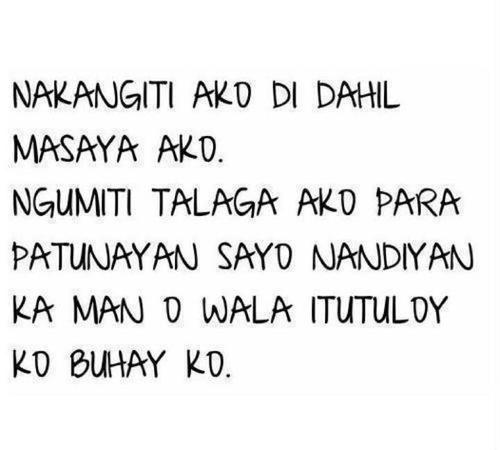 NAKANGITI AKO DI DAHIL
MASAYA AKO.
NGUMITI TALAGA AKO PARA
PATUNAYAN SAYO NANDIYAN
KA MAN O WALA ITUTULOY
KO BUHAY KO.